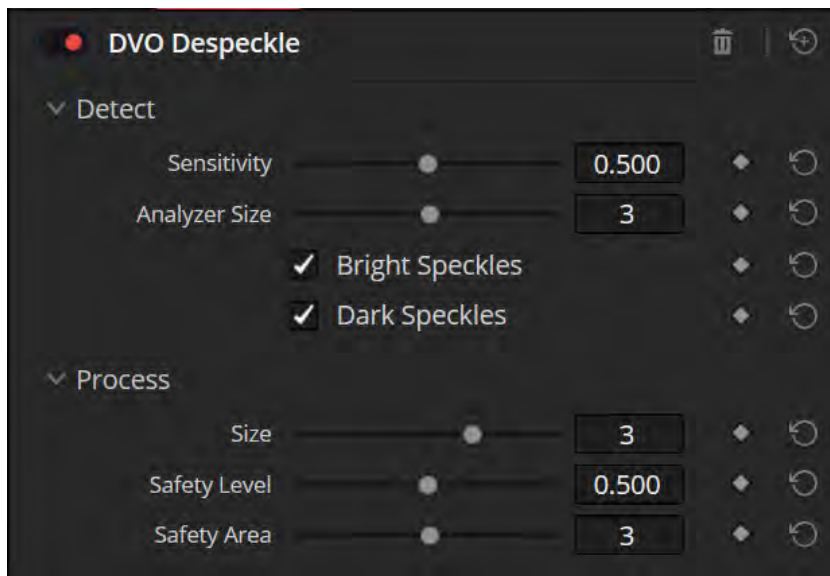 DVO Despeckle
Detect
Sensitivity 0.500
Analyzer Size 3
Bright Speckles
Dark Speckles
Process
Size 3
Safety Level 0.500
Safety Area 3